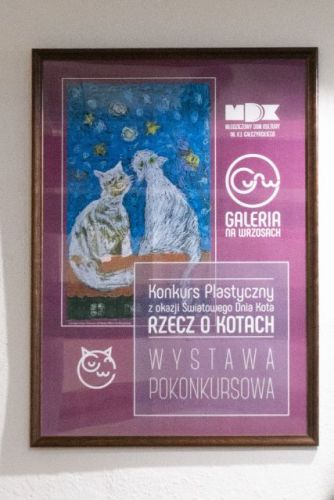 MDK
MŁODZIEŻOWY DOM KULTURY
IM. K.I. GAŁCZYŃSKIEGO
GALERIA
NA WRZOSACH
Konkurs Plastyczny
z okazji Światowego Dnia Kota
RZECZ O KOTACH
WYSTAWA
POKONKURSOWA